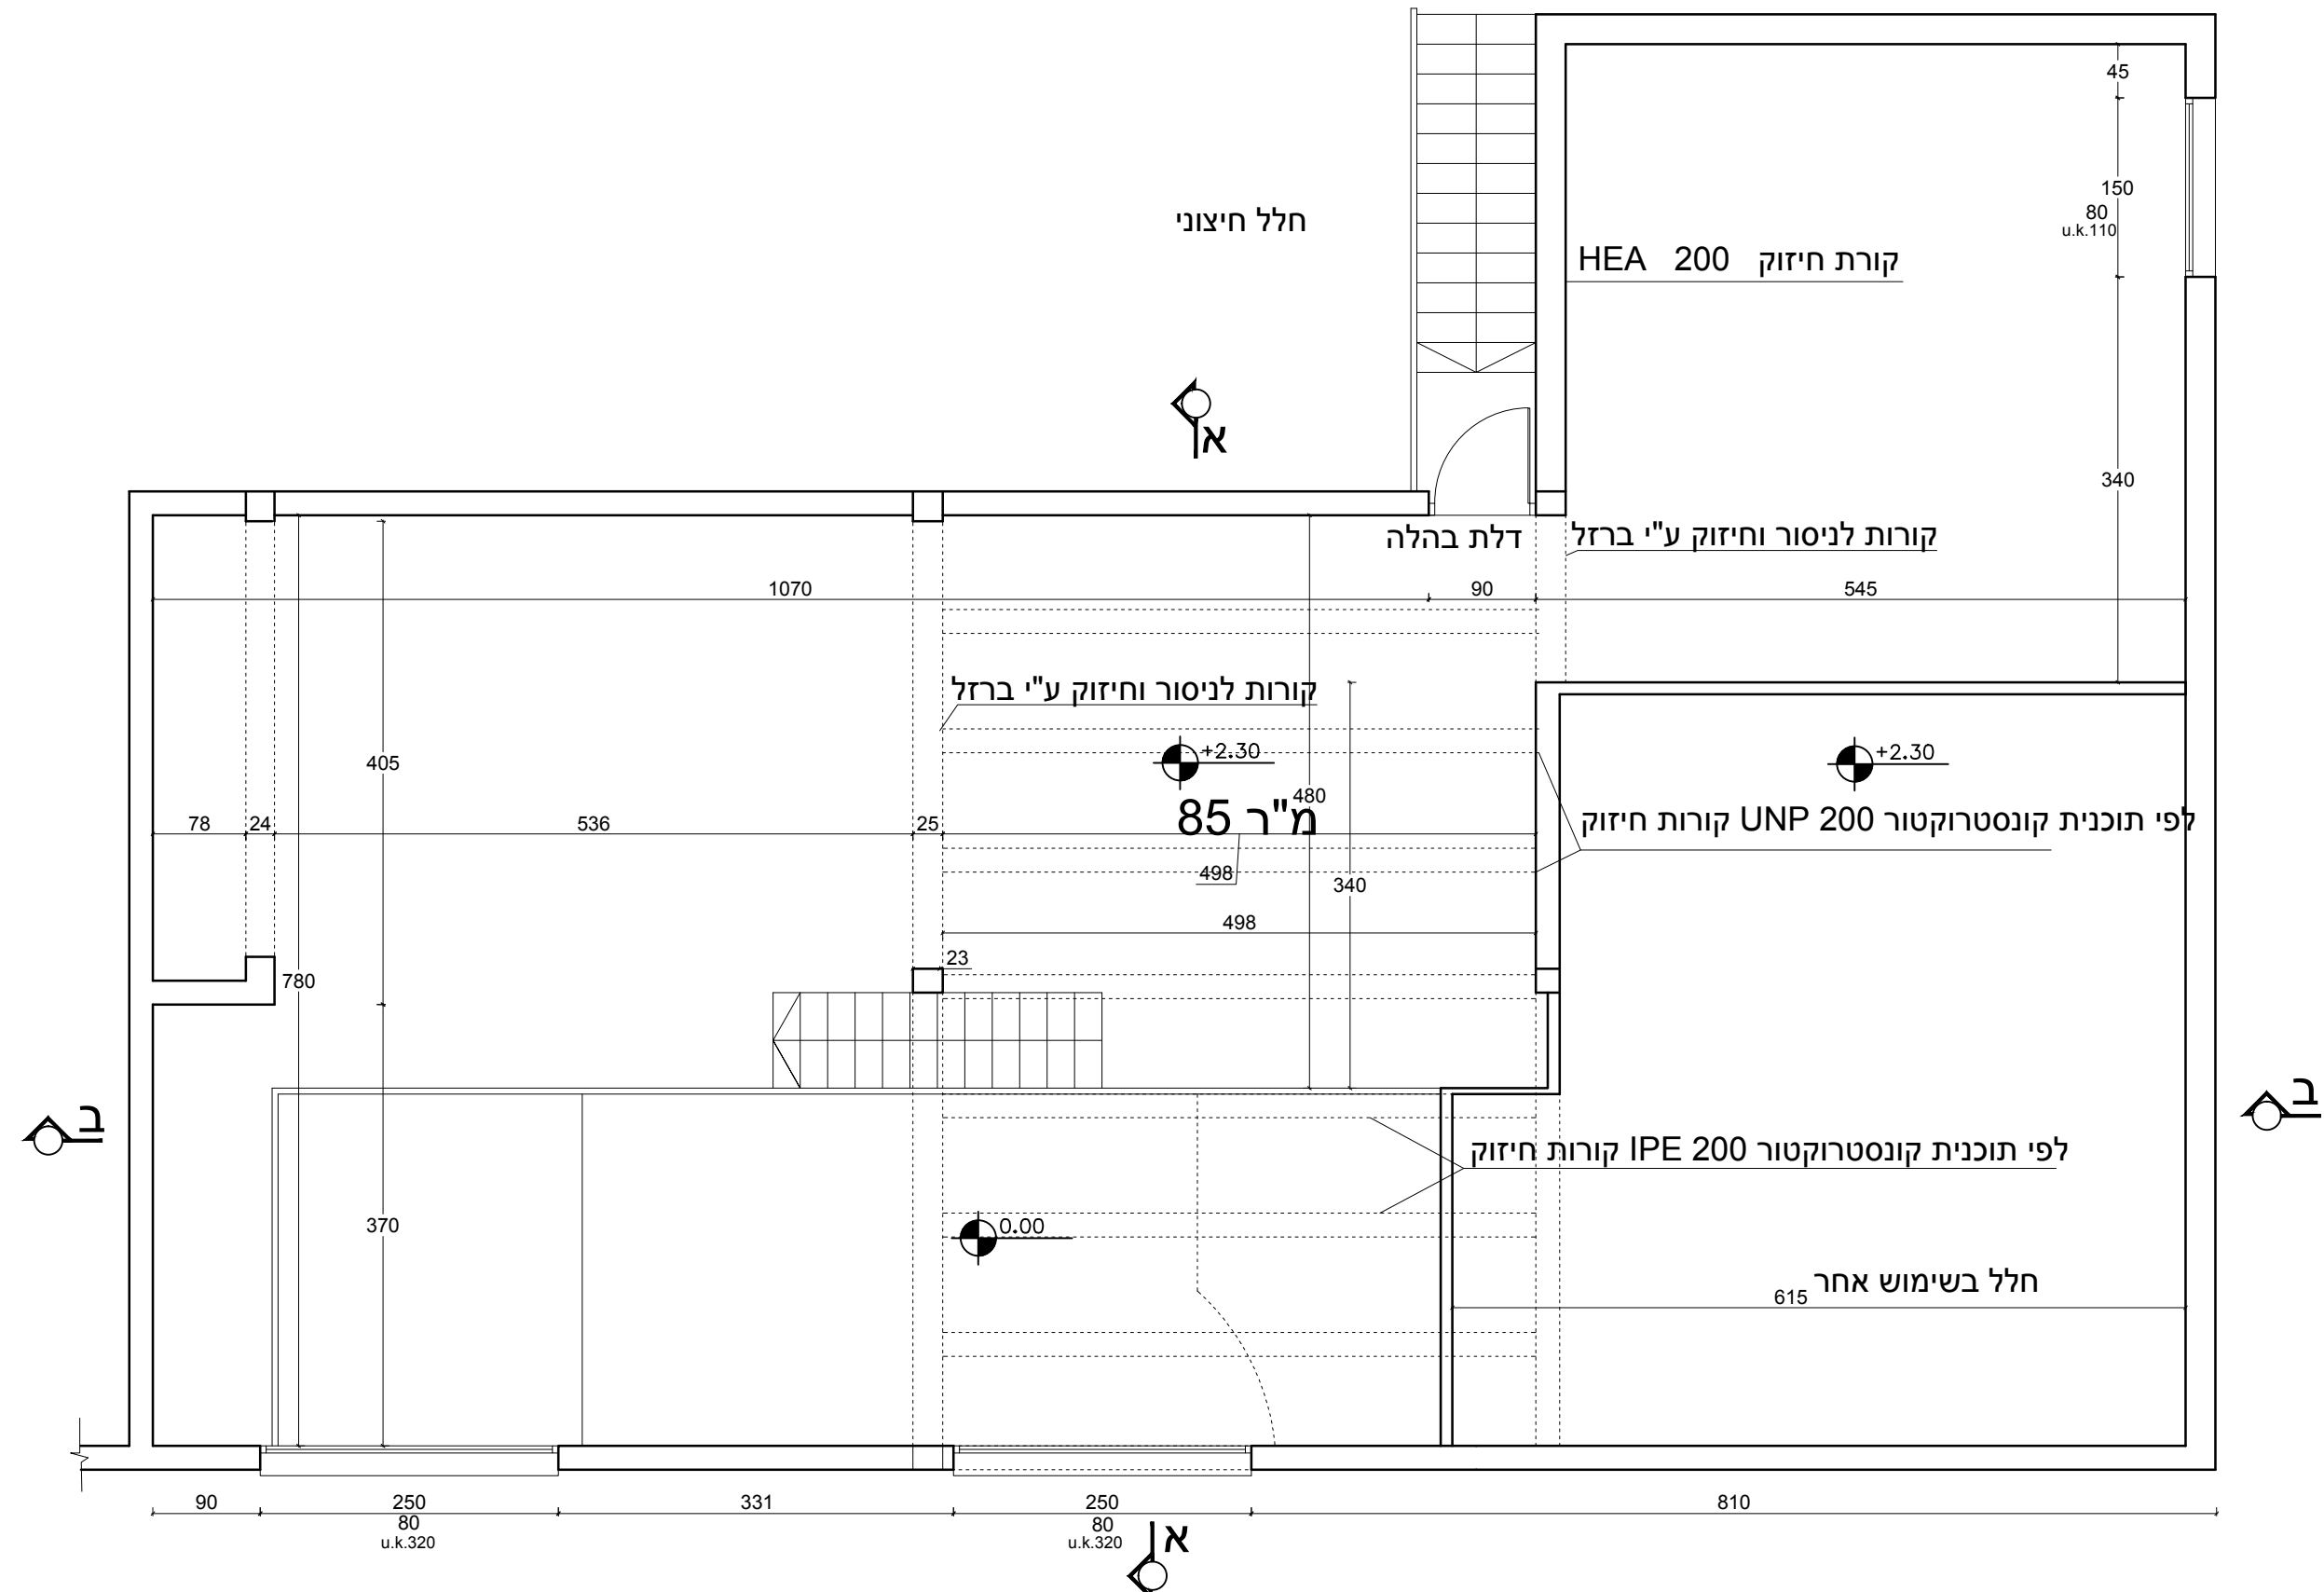 45
150
80
u.k.110
חלל חיצוני
קורת חיזוק HEA 200
א
340
דלת בהלה
קורות לניסור וחיזוק ע"י ברזל
1070
90
545
קורות לניסור וחיזוק ע"י ברזל
+2.30
+2.30
405
480
85 מ"ר
לפי תוכנית קונסטרוקטור UNP 200 קורות חיזוק
78
24
536
25
498
340
498
23
780
ב
ב
לפי תוכנית קונסטרוקטור IPE 200 קורות חיזוק
370
0.00
חלל בשימוש אחר
615
90
250
331
250
810
80
u.k.320
80
u.k.320
א